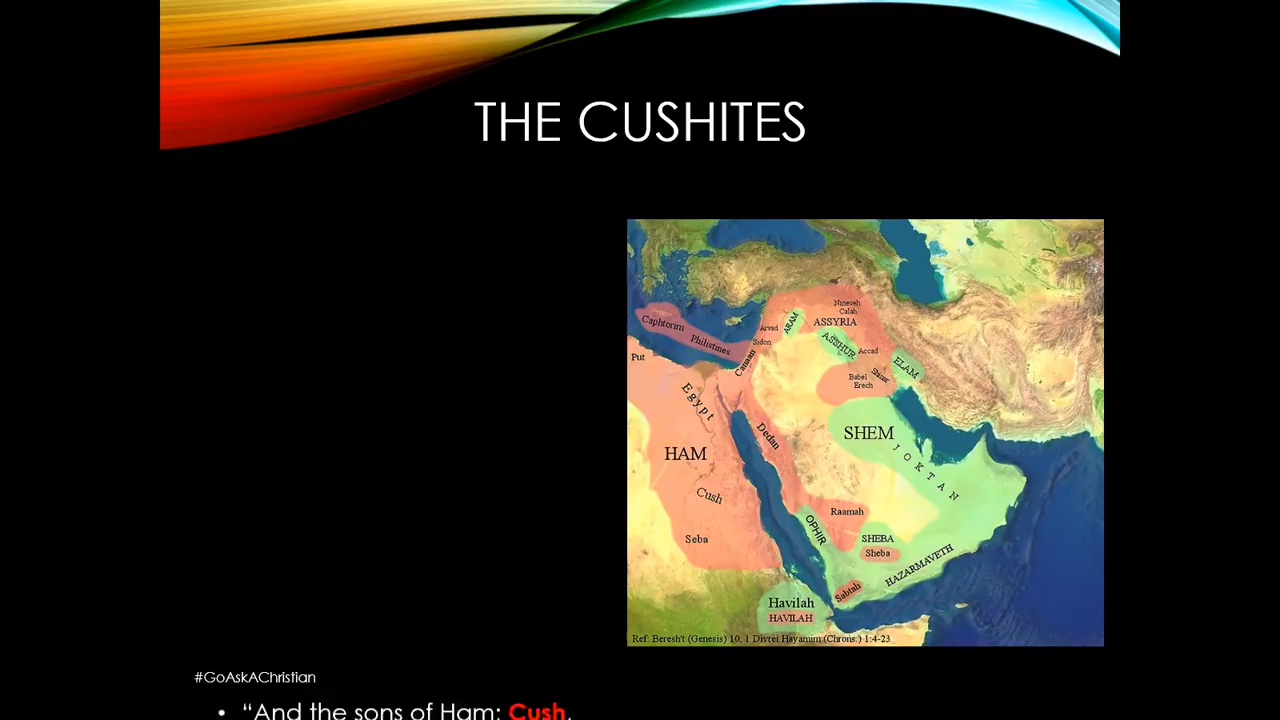 THE CUSHITES
Nineveh
Calah
ASSYRIA
ARAM
Arvad
Sidon
Caphtorim
Philistines
Canaan
ASSHUR
Accad
Shinar
ELAM
Babel
Erech
Put
Egypt
Dedan
SHEM
JOKTAN
HAM
Cush
Seba
Raamah
OPHIR
SHEBA
Sheba
HAZARMAVETH
Sabtah
Havilah
HAVILAH
Ref: Beresh't (Genesis) 10, 1 Divrei Hayamim (Chrons.) 1:4-23
#GoAskAChristian
• “And the sons of Ham: Cush,